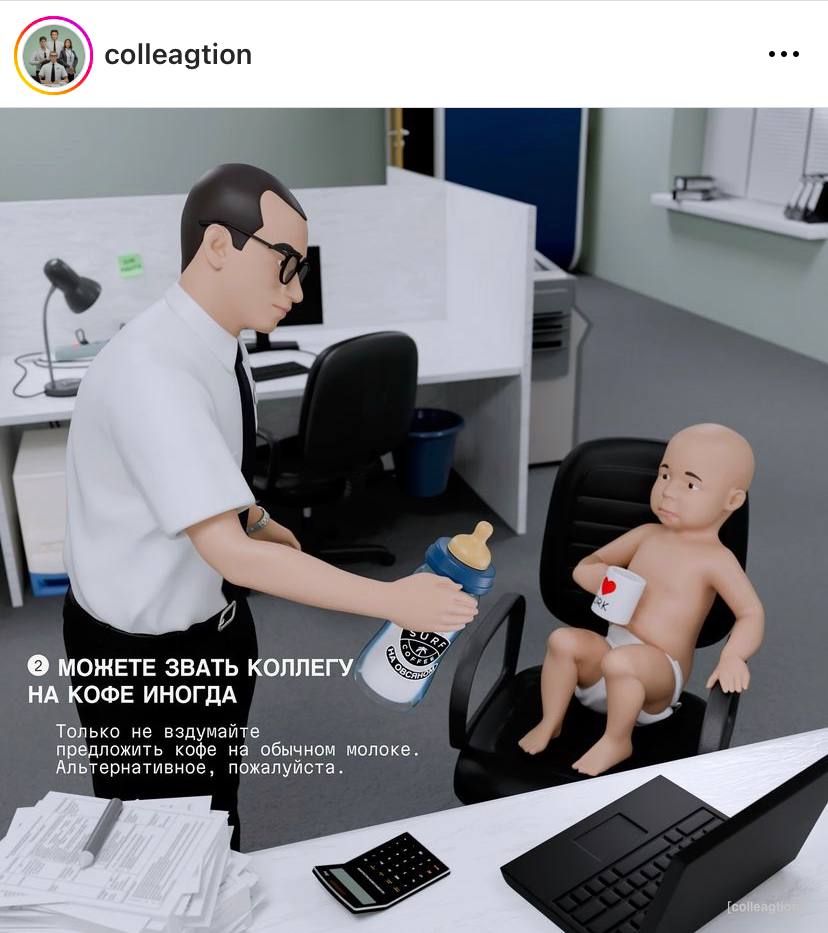 colleagtion
SURF
COFFEE
НА ОВСЯНОМ
② МОЖЕТЕ ЗВАТЬ КОЛЛЕГУ
НА КОФЕ ИНОГДА
Только не вздумайте
предложить кофе на обычном молоке.
Альтернативное, пожалуйста.
[colleagtion